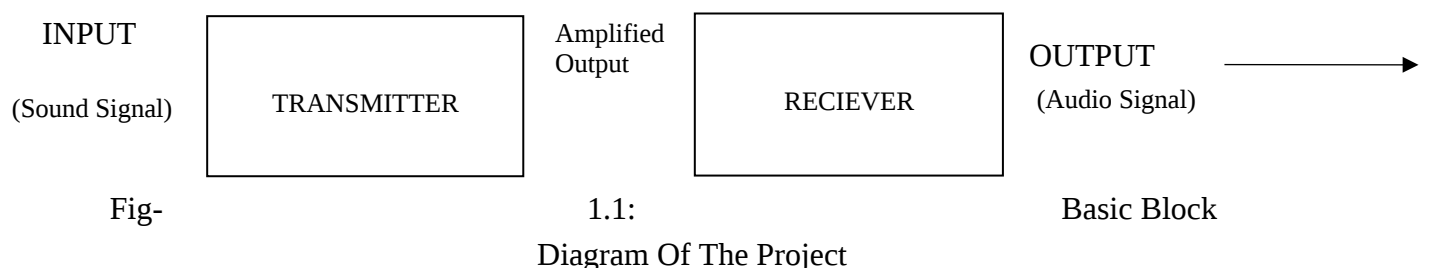 INPUT
(Sound Signal)
TRANSMITTER
Amplified
Output
RECIEVER
OUTPUT
(Audio Signal)
Fig- 1.1: Basic Block
Diagram Of The Project